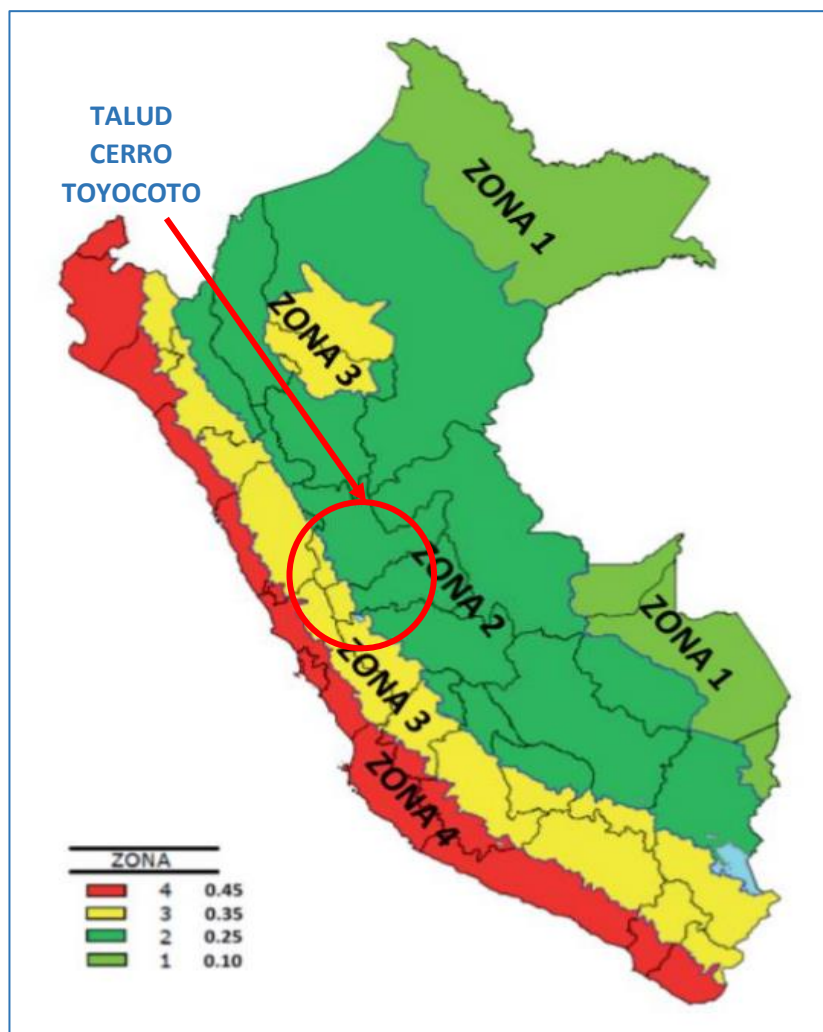 TALUD
CERRO
TOYOCOTO
ZONA 1
ZONA 3
ZONA 2
ZONA 1
ZONA 3
ZONA 4
ZONA
4 0.45
3 0.35
2 0.25
1 0.10